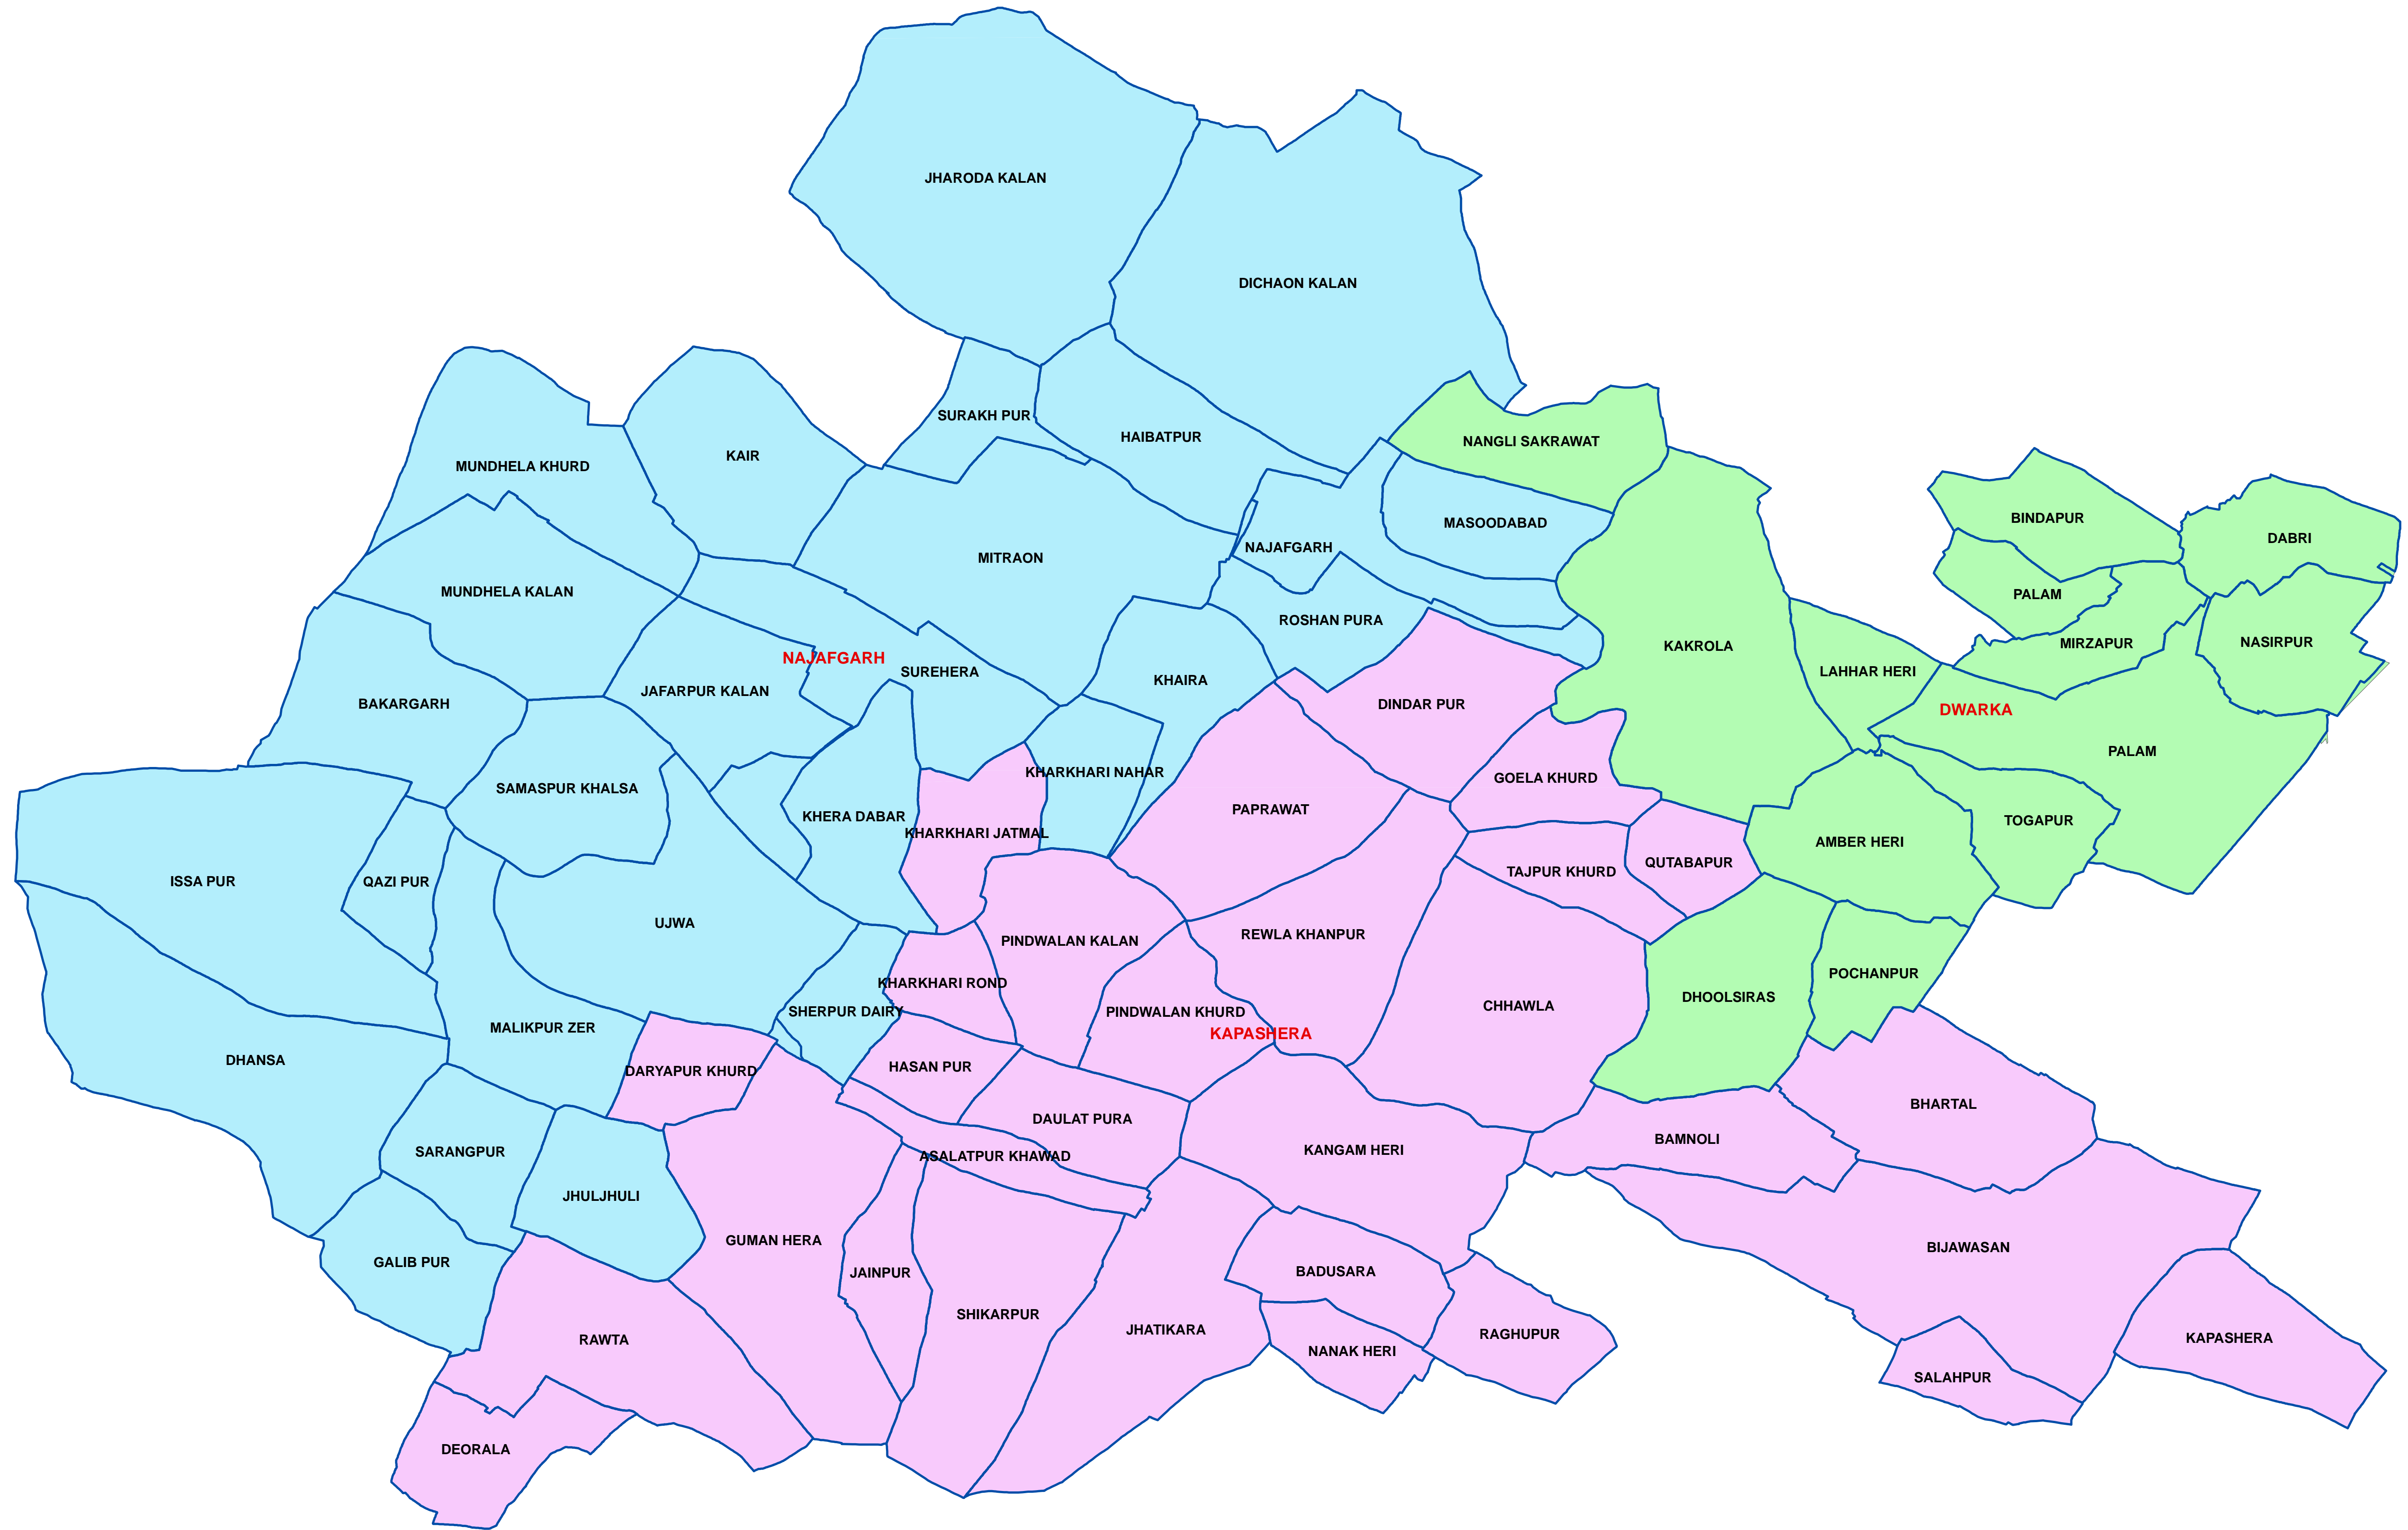 JHARODA KALAN
DICHAON KALAN
SURAKH PUR
HAIBATPUR
NANGLI SAKRAWAT
KAIR
MUNDHELA KHURD
MASOODABAD
BINDAPUR
DABRI
NAJAFGARH
MITRAON
MUNDHELA KALAN
PALAM
ROSHAN PURA
MIRZAPUR
NASIRPUR
KAKROLA
NAJAFGARH
SUREHERA
LAHHAR HERI
KHAIRA
JAFARPUR KALAN
BAKARGARH
DINDAR PUR
DWARKA
PALAM
KHARKHARI NAHAR
GOELA KHURD
SAMASPUR KHALSA
PAPRAWAT
KHERA DABAR
TOGAPUR
KHARKHARI JATMAL
AMBER HERI
QUTABAPUR
TAJPUR KHURD
ISSA PUR
QAZI PUR
UJWA
REWLA KHANPUR
PINDWALAN KALAN
POCHANPUR
KHARKHARI ROND
DHOOLSIRAS
CHHAWLA
SHERPUR DAIRY
PINDWALAN KHURD
MALIKPUR ZER
KAPASHERA
DHANSA
HASAN PUR
DARYAPUR KHURD
BHARTAL
DAULAT PURA
BAMNOLI
KANGAM HERI
SARANGPUR
ASALATPUR KHAWAD
JHULJHULI
GUMAN HERA
BIJAWASAN
GALIB PUR
JAINPUR
BADUSARA
SHIKARPUR
JHATIKARA
RAGHUPUR
KAPASHERA
RAWTA
NANAK HERI
SALAHPUR
DEORALA